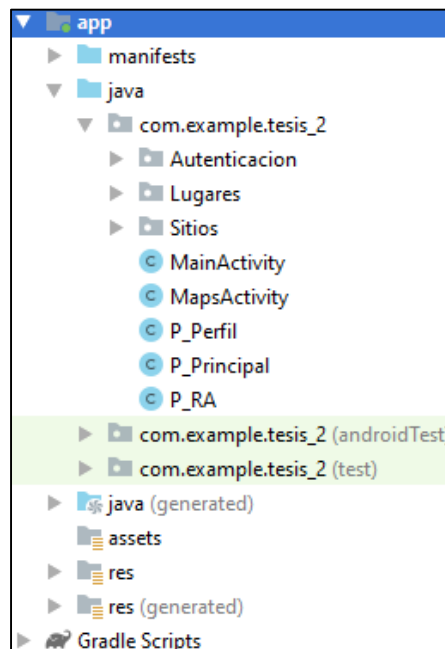 app
manifests
java
com.example.tesis_2
Autenticacion
Lugares
Sitios
MainActivity
MapsActivity
P_Perfil
P_Principal
P_RA
com.example.tesis_2 (androidTest
com.example.tesis_2 (test)
java (generated)
assets
res
res (generated)
Gradle Scripts